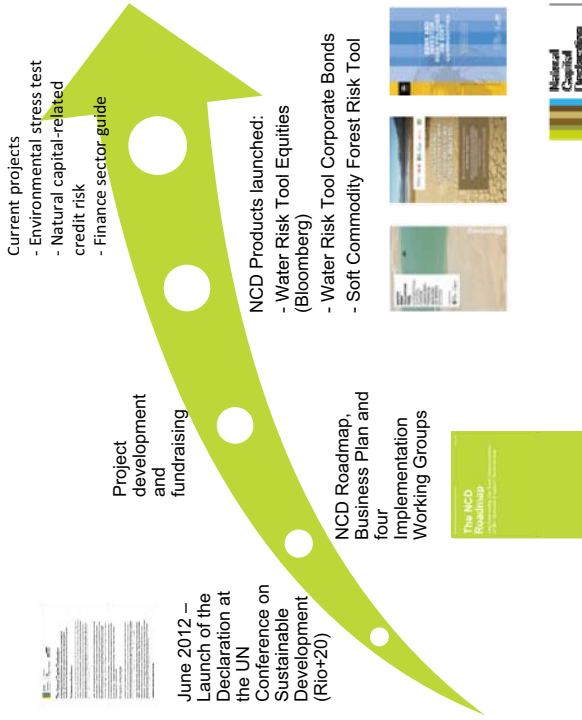 June 2012 –
Launch of the
Declaration at
the UN
Conference on
Sustainable
Development
(Rio+20)
NCD Roadmap,
Business Plan and
four
Implementation
Working Groups
The NCD
Roadmap
Project
development
and
fundraising
NCD Products launched:
- Water Risk Tool Equities
(Bloomberg)
- Water Risk Tool Corporate Bonds
- Soft Commodity Forest Risk Tool
Current projects
- Environmental stress test
- Natural capital-related
credit risk
- Finance sector guide
Natural
Capital
Declaration